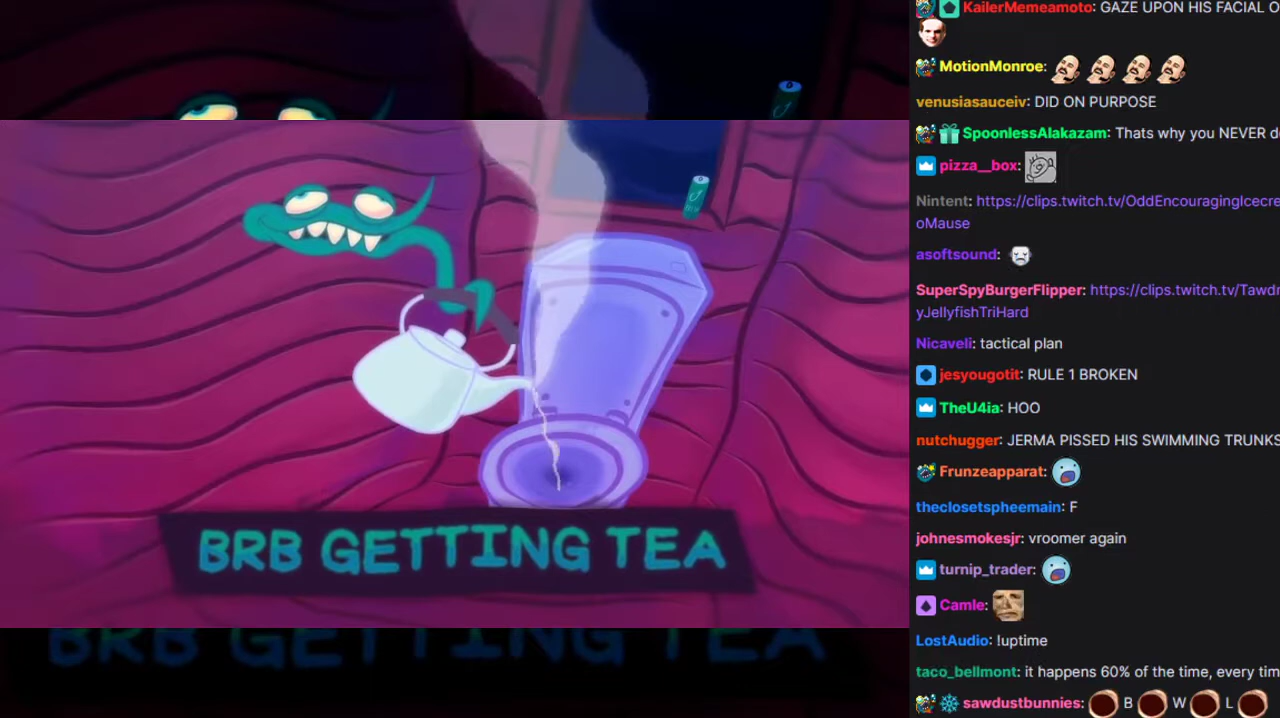 BRB GETTING TEA
BRB GETTING TEA
KailerMemeamoto: GAZE UPON HIS FACIAL
MotionMonroe:
venusiasauceiv: DID ON PURPOSE
SpoonlessAlakazam: Thats why you NEVER
pizza__box:
Nintent: https://clips.twitch.tv/OddEncouragingIcecre
oMause
asoftsound:
SuperSpyBurgerFlipper: https://clips.twitch.tv/Tawdr
yJellyfishTriHard
Nicaveli: tactical plan
jesyougotit: RULE 1 BROKEN
TheU4ia: HOO
nutchugger: JERMA PISSED HIS SWIMMING TRUNKS
Frunzeapparat:
theclosetspheemain: F
johnesmokesjr: vroomer again
turnip_trader:
Camle:
LostAudio: !uptime
taco_bellmont: it happens 60% of the time, every tim
sawdustbunnies: B W L